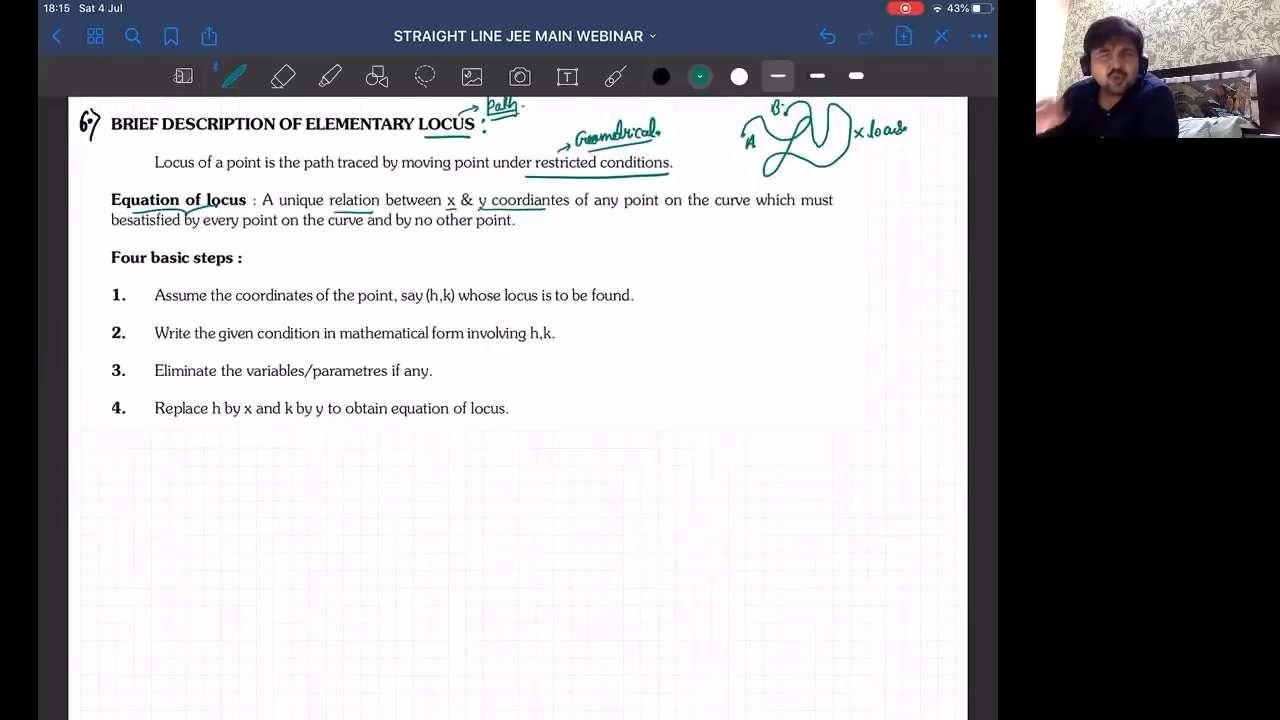 18:15 Sat 4 Jul
43%
STRAIGHT LINE JEE MAIN WEBINAR
T
Path.
6.) BRIEF DESCRIPTION OF ELEMENTARY LOCUS :
Geometrical.
A
B
x locus
Locus of a point is the path traced by moving point under restricted conditions.
Equation of locus : A unique relation between x & y coordiantes of any point on the curve which must
besatisfied by every point on the curve and by no other point.
Four basic steps :
1. Assume the coordinates of the point, say (h,k) whose locus is to be found.
2. Write the given condition in mathematical form involving h,k.
3. Eliminate the variables/parametres if any.
4. Replace h by x and k by y to obtain equation of locus.